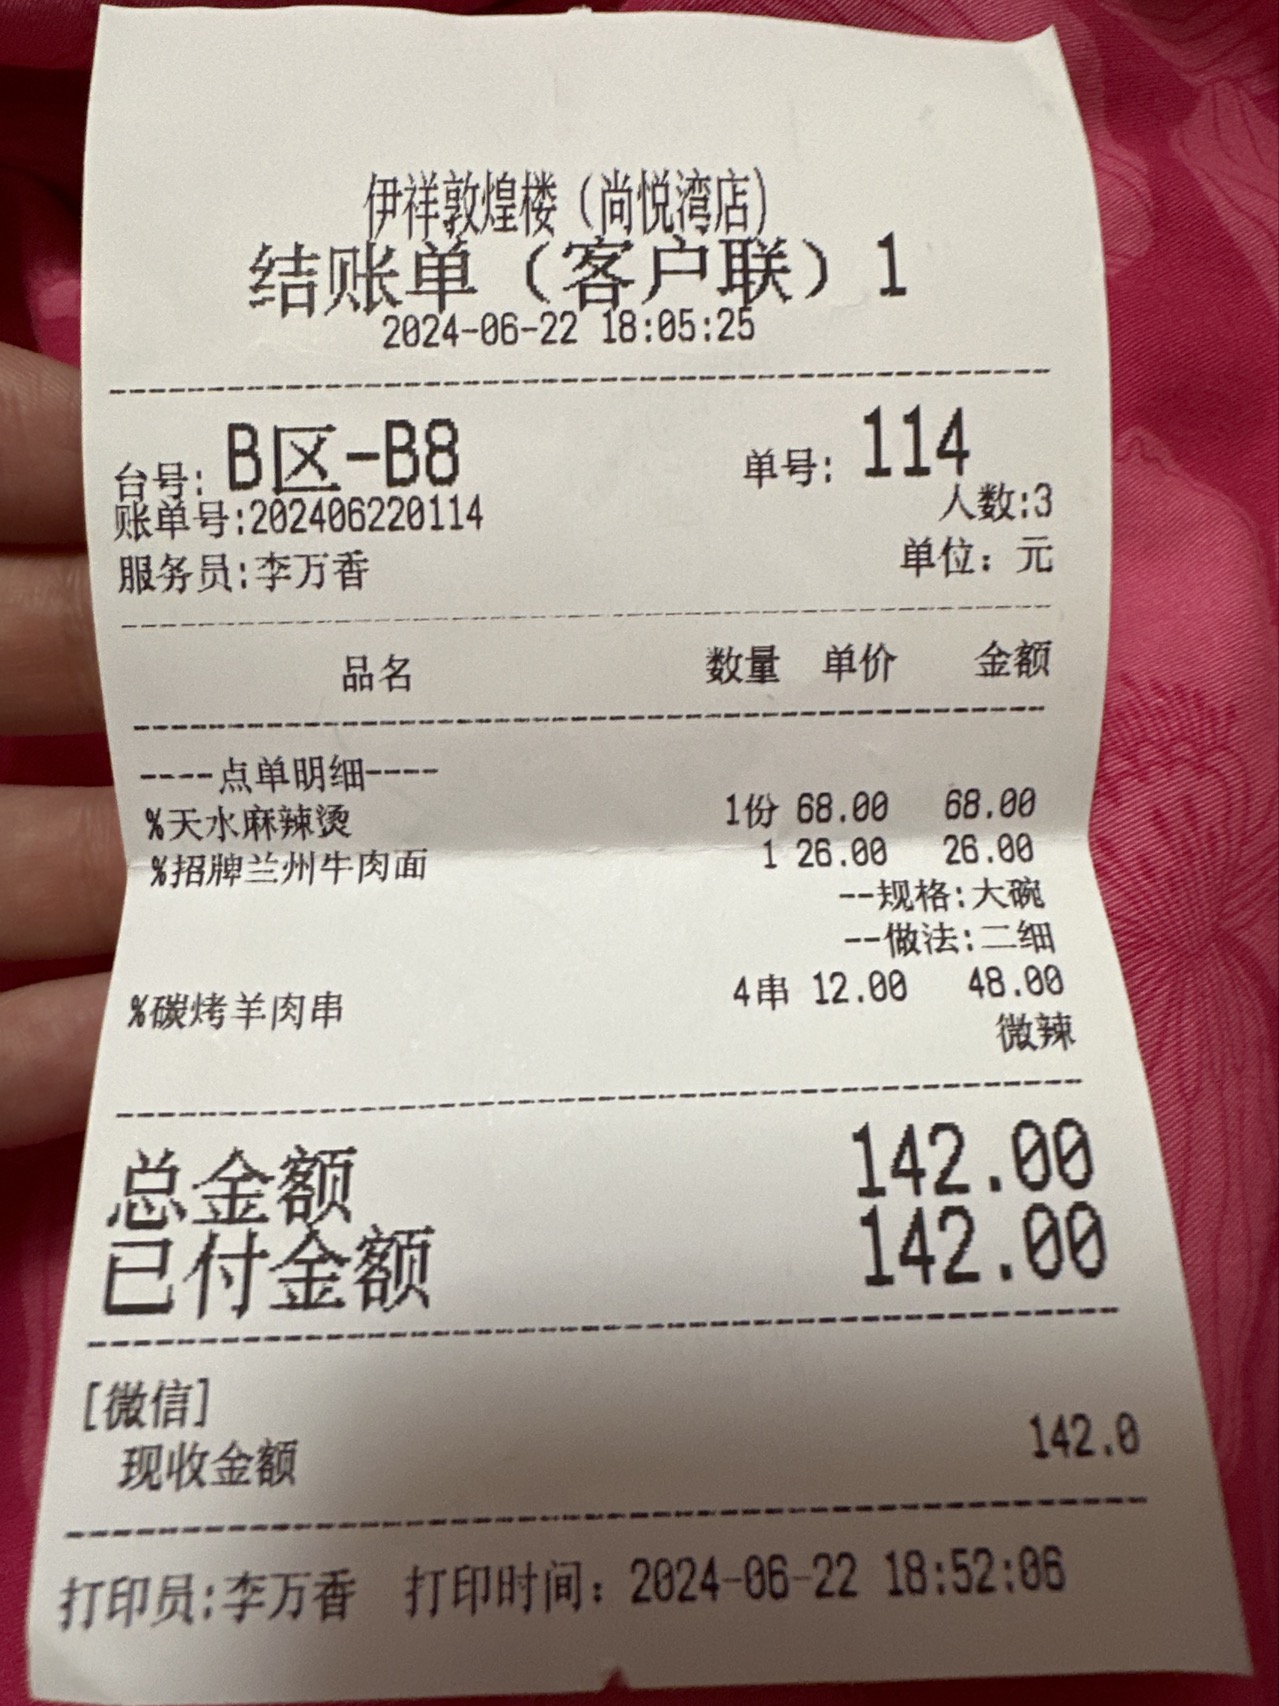 伊祥敦煌楼（尚悦湾店）
结账单（客户联）1
2024-06-22 18:05:25
台号: B区-B8 单号: 114
账单号:202406220114 人数:3
服务员:李万香 单位: 元
品名 数量 单价 金额
----点单明细----
%天水麻辣烫 1份 68.00 68.00
%招牌兰州牛肉面 1 26.00 26.00
--规格:大碗
--做法:二细
%碳烤羊肉串 4串 12.00 48.00
微辣
总金额 142.00
已付金额 142.00
[微信]
现收金额 142.0
打印员:李万香 打印时间: 2024-06-22 18:52:06